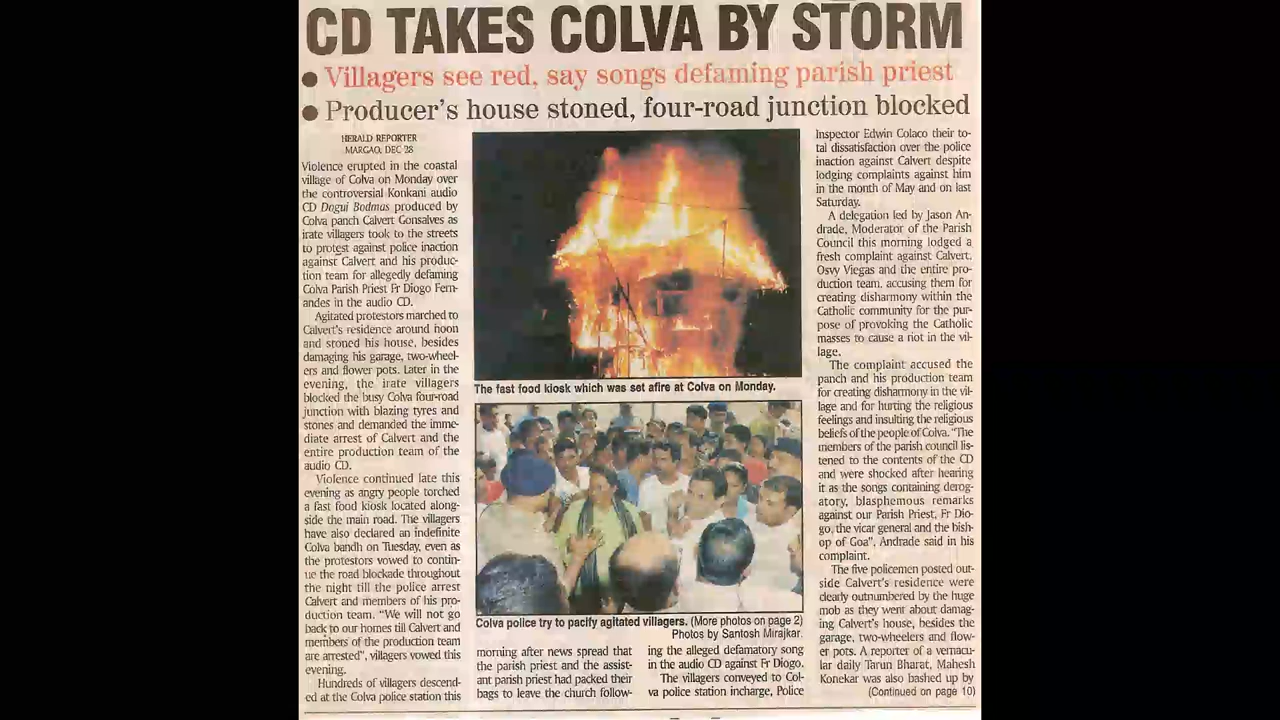 CD TAKES COLVA BY STORM
● Villagers see red, say songs defaming parish priest
● Producer's house stoned, four-road junction blocked
HERALD REPORTER
MARGAO, DEC 28
Violence erupted in the coastal
village of Colva on Monday over
the controversial Konkani audio
CD Dogui Bodmas produced by
Colva panch Calvert Gonsalves as
irate villagers took to the streets
to protest against police inaction
against Calvert and his produc-
tion team for allegedly defaming
Colva Parish Priest Fr Diogo Fern-
andes in the audio CD.
Agitated protestors marched to
Calvert's residence around noon
and stoned his house, besides
damaging his garage, two-wheel-
ers and flower pots. Later in the
evening, the irate villagers
blocked the busy Colva four-road
junction with blazing tyres and
stones and demanded the imme-
diate arrest of Calvert and the
entire production team of the
audio CD.
Violence continued late this
evening as angry people torched
a fast food kiosk located along-
side the main road. The villagers
have also declared an indefinite
Colva bandh on Tuesday, even as
the protestors vowed to contin-
ue the road blockade throughout
the night till the police arrest
Calvert and members of his pro-
duction team. "We will not go
back to our homes till Calvert and
members of the production team
are arrested", villagers vowed this
evening.
Hundreds of villagers descend-
ed at the Colva police station this
The fast food kiosk which was set afire at Colva on Monday.
Colva police try to pacify agitated villagers. (More photos on page 2)
Photos by Santosh Mirajkar.
morning after news spread that
the parish priest and the assist-
ant parish priest had packed their
bags to leave the church follow-
ing the alleged defamatory song
in the audio CD against Fr Diogo.
The villagers conveyed to Col-
va police station incharge, Police
Inspector Edwin Colaco their to-
tal dissatisfaction over the police
inaction against Calvert despite
lodging complaints against him
in the month of May and on last
Saturday.
A delegation led by Jason An-
drade, Moderator of the Parish
Council this morning lodged a
fresh complaint against Calvert,
Osvy Viegas and the entire pro-
duction team, accusing them for
creating disharmony within the
Catholic community for the pur-
pose of provoking the Catholic
masses to cause a riot in the vil-
lage.
The complaint accused the
panch and his production team
for creating disharmony in the vil-
lage and for hurting the religious
feelings and insulting the religious
beliefs of the people of Colva. "The
members of the parish council lis-
tened to the contents of the CD
and were shocked after hearing
it as the songs containing derog-
atory, blasphemous remarks
against our Parish Priest, Fr Dio-
go, the vicar general and the bish-
op of Goa", Andrade said in his
complaint.
The five policemen posted out-
side Calvert's residence were
clearly outnumbered by the huge
mob as they went about damag-
ing Calvert's house, besides the
garage, two-wheelers and flow-
er pots. A reporter of a vernacu-
lar daily Tarun Bharat, Mahesh
Konekar was also bashed up by
(Continued on page 10)